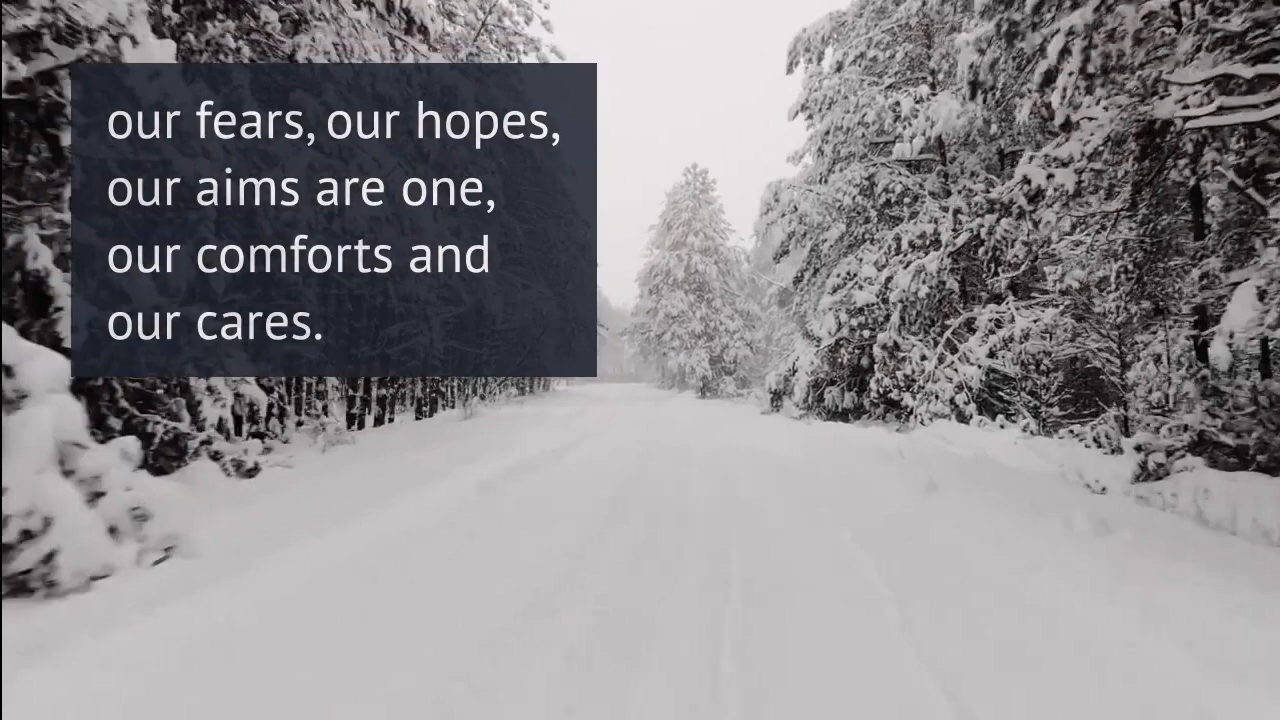 our fears, our hopes,
our aims are one,
our comforts and
our cares.